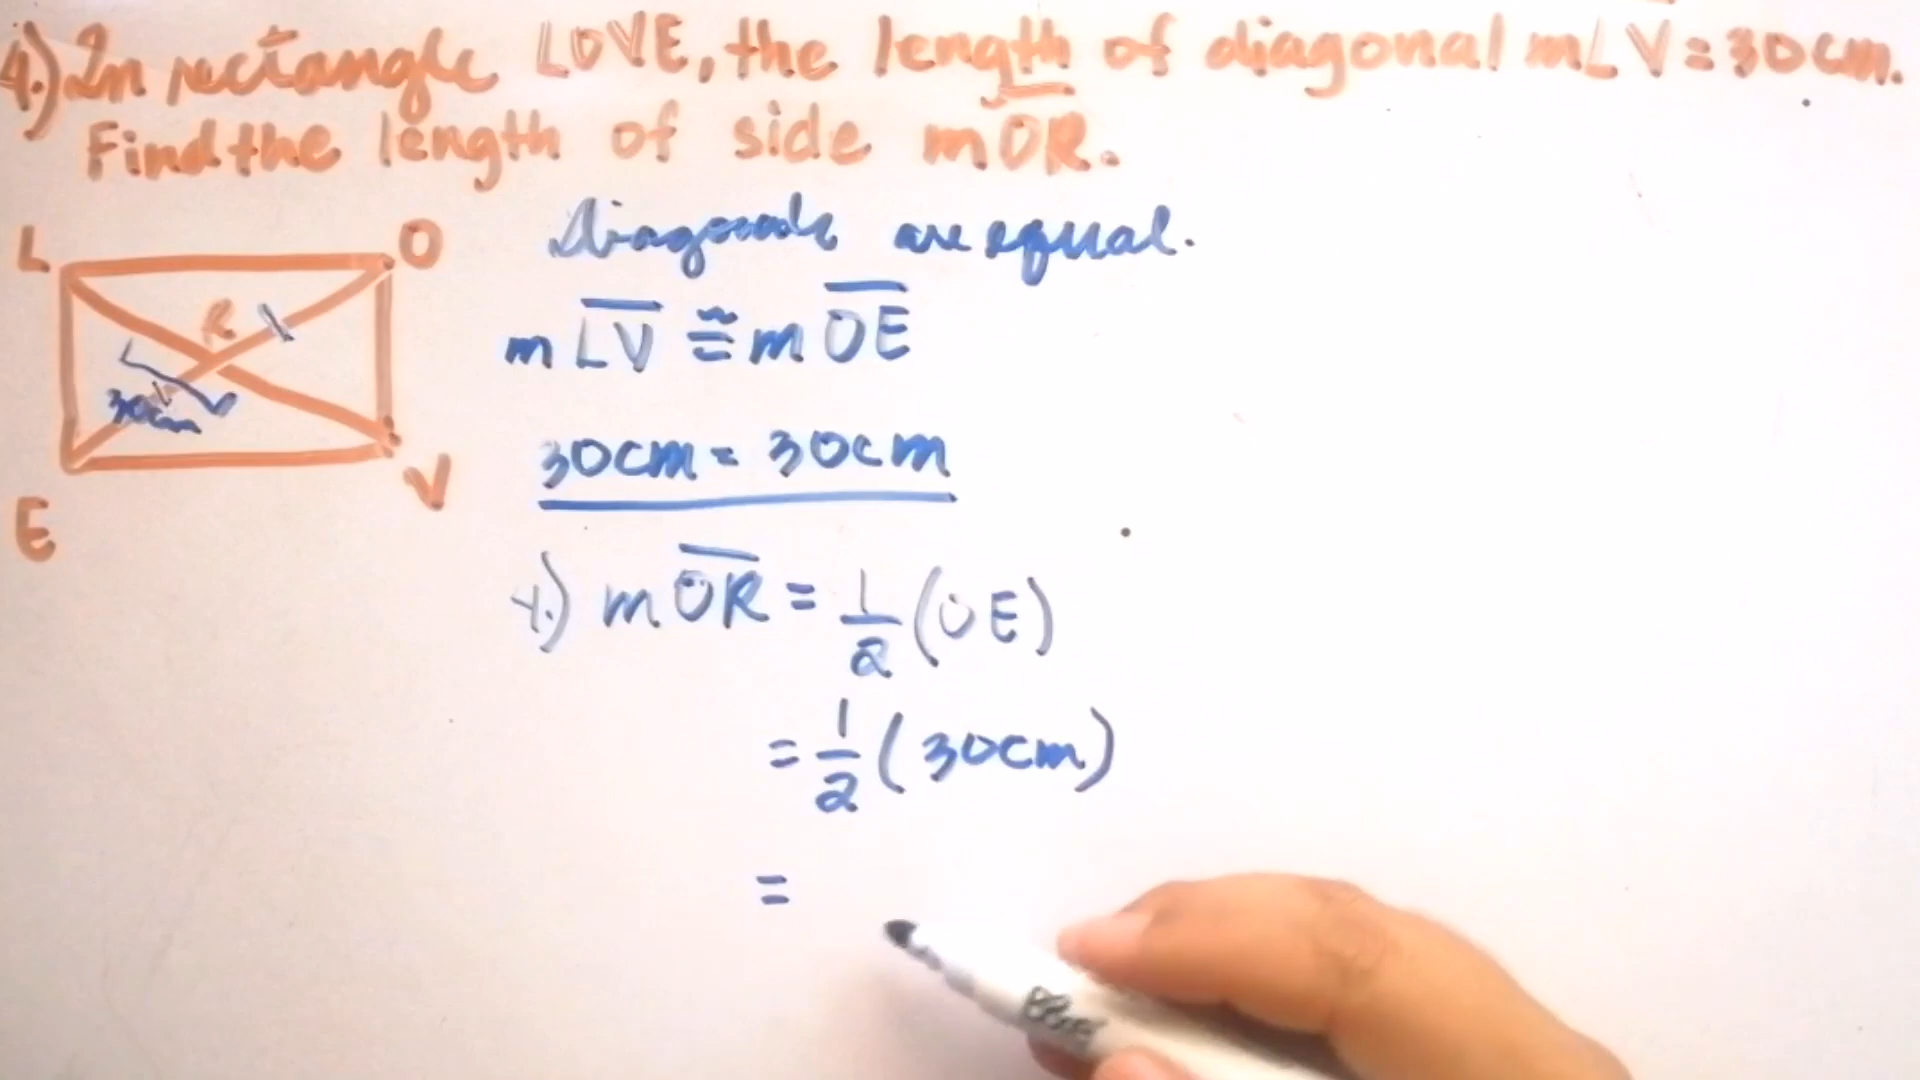 4.) In rectangle LOVE, the length of diagonal mLV = 30cm.
Find the length of side mOR.
L
O
R
30cm
E
V
Diagonals are equal.
m LV ≅ m OE
30cm = 30cm
4.) m OR = 1/2 (OE)
= 1/2 (30cm)
=